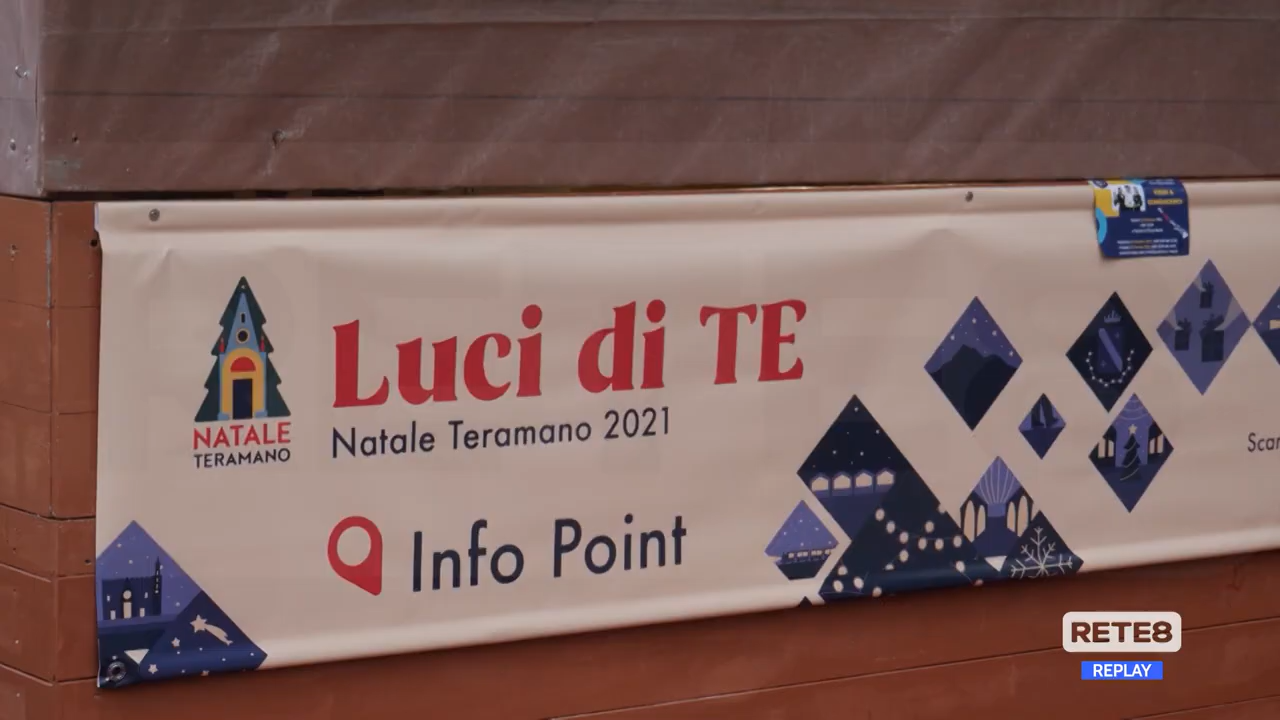 Luci di TE
Natale Teramano 2021
NATALE
TERAMANO
Info Point
RETE8
REPLAY